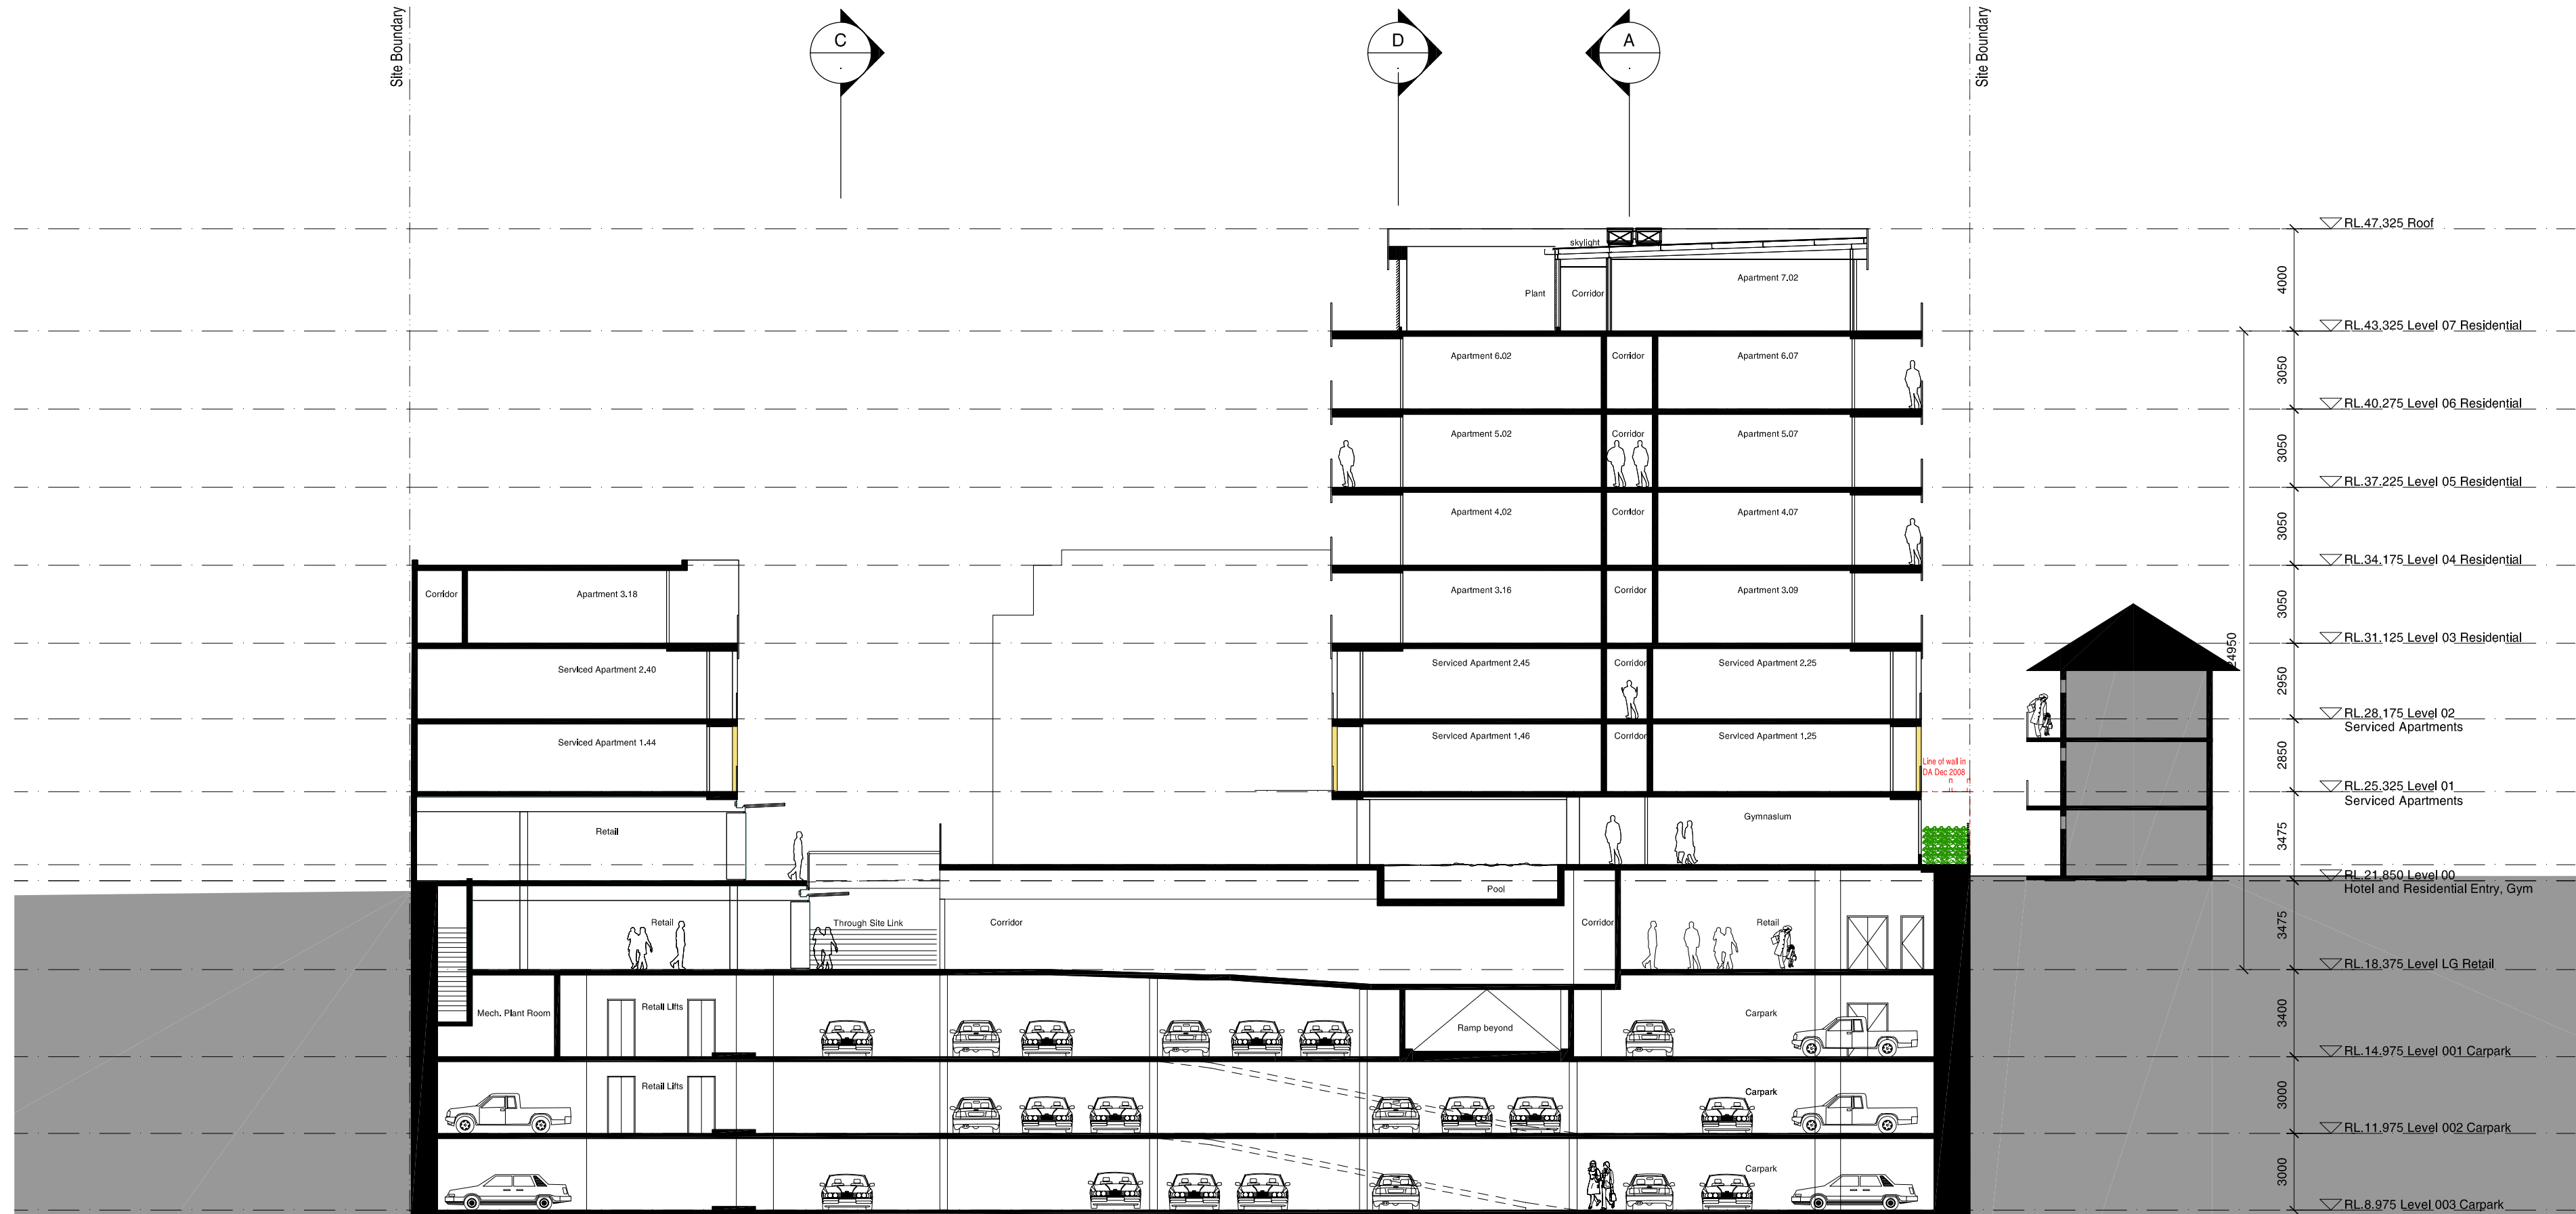 Site Boundary
C
D
A
Site Boundary
RL.47.325 Roof
skylight
4000
Apartment 7.02
Plant
Corridor
RL.43.325 Level 07 Residential
Apartment 6.02
Corridor
Apartment 6.07
3050
RL.40.275 Level 06 Residential
Apartment 5.02
Corridor
Apartment 5.07
3050
RL.37.225 Level 05 Residential
Apartment 4.02
Corridor
Apartment 4.07
3050
RL.34.175 Level 04 Residential
Corridor
Apartment 3.18
Apartment 3.16
Corridor
Apartment 3.09
3050
RL.31.125 Level 03 Residential
24950
Serviced Apartment 2.40
Serviced Apartment 2.45
Corridor
Serviced Apartment 2.25
2950
RL.28.175 Level 02
Serviced Apartments
Serviced Apartment 1.44
Serviced Apartment 1.46
Corridor
Serviced Apartment 1.25
2850
Line of wall in
DA Dec 2008
RL.25.325 Level 01
Serviced Apartments
Retail
Gymnasium
3475
RL.21.850 Level 00
Hotel and Residential Entry, Gym
Pool
Retail
Through Site Link
Corridor
Corridor
Retail
3475
RL.18.375 Level LG Retail
Mech. Plant Room
Retail Lifts
Ramp beyond
Carpark
3400
RL.14.975 Level 001 Carpark
Retail Lifts
Carpark
3000
RL.11.975 Level 002 Carpark
Carpark
3000
RL.8.975 Level 003 Carpark